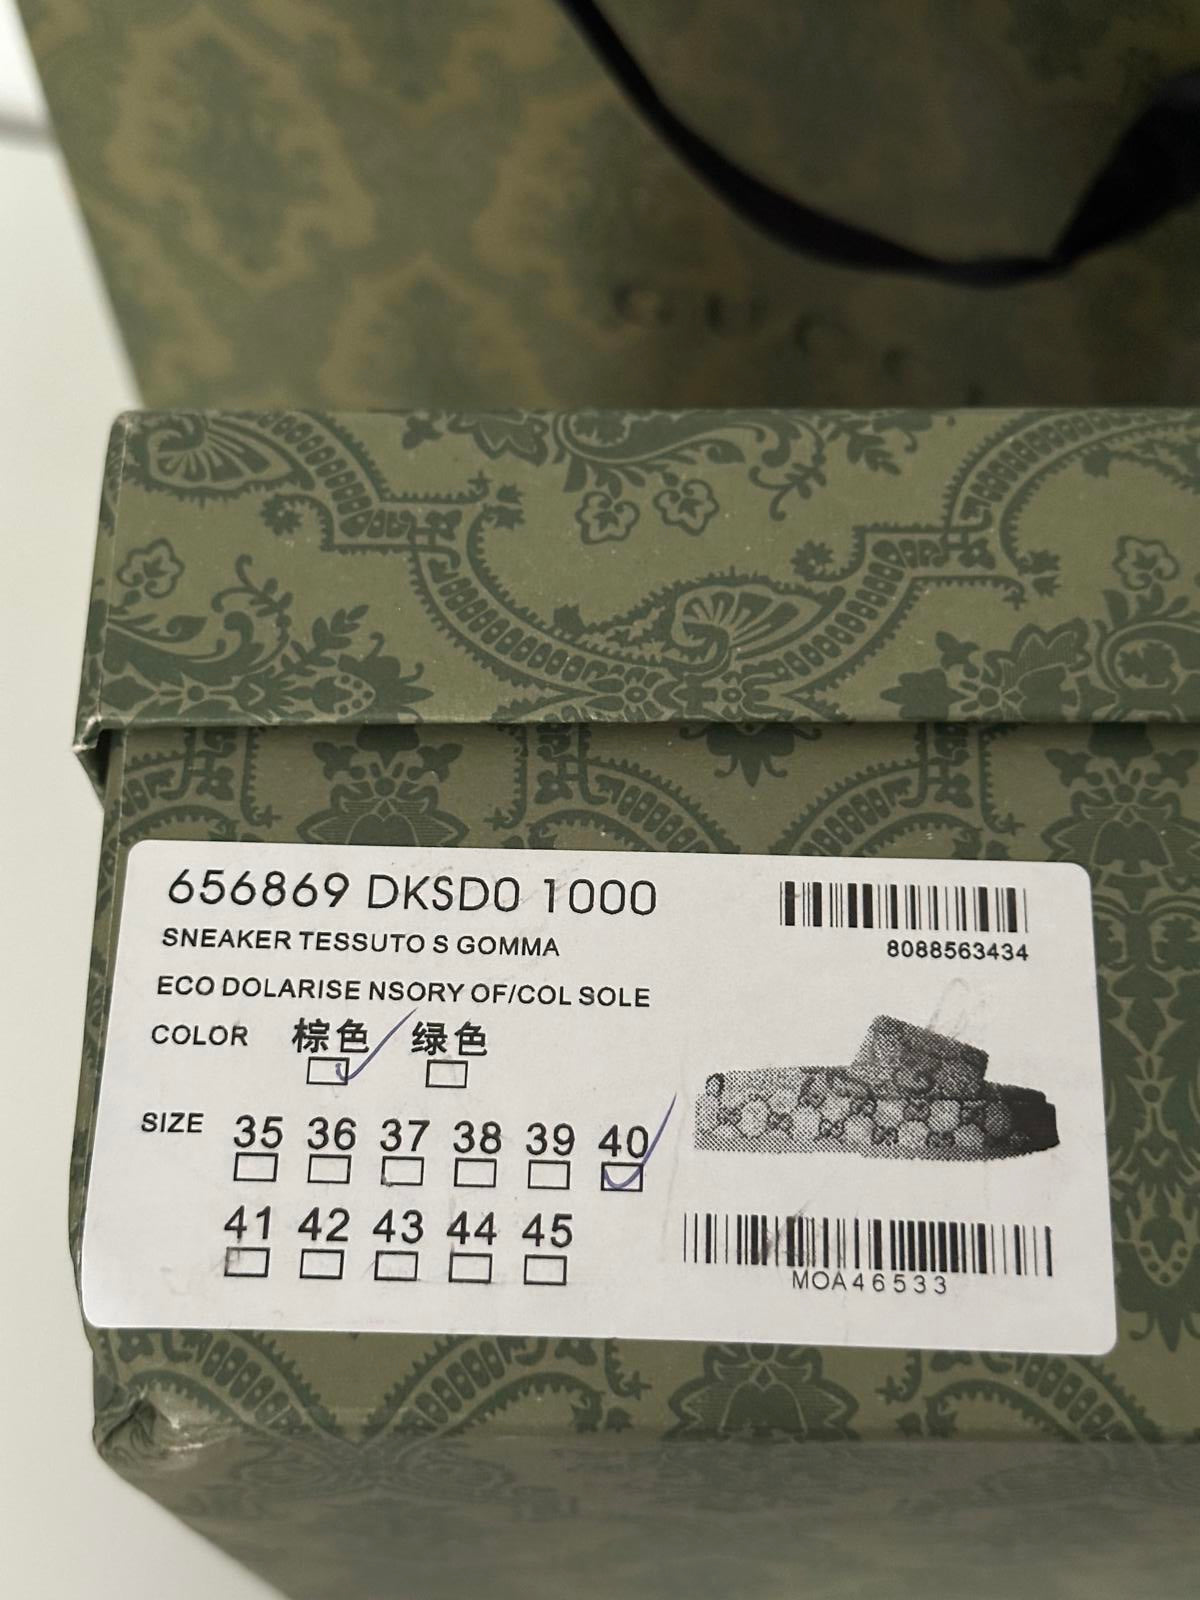 GUCCI
656869 DKSD0 1000
8088563434
SNEAKER TESSUTO S GOMMA
ECO DOLARISE NSORY OF/COL SOLE
COLOR 棕色 绿色
SIZE 35 36 37 38 39 40
41 42 43 44 45
MOA46533